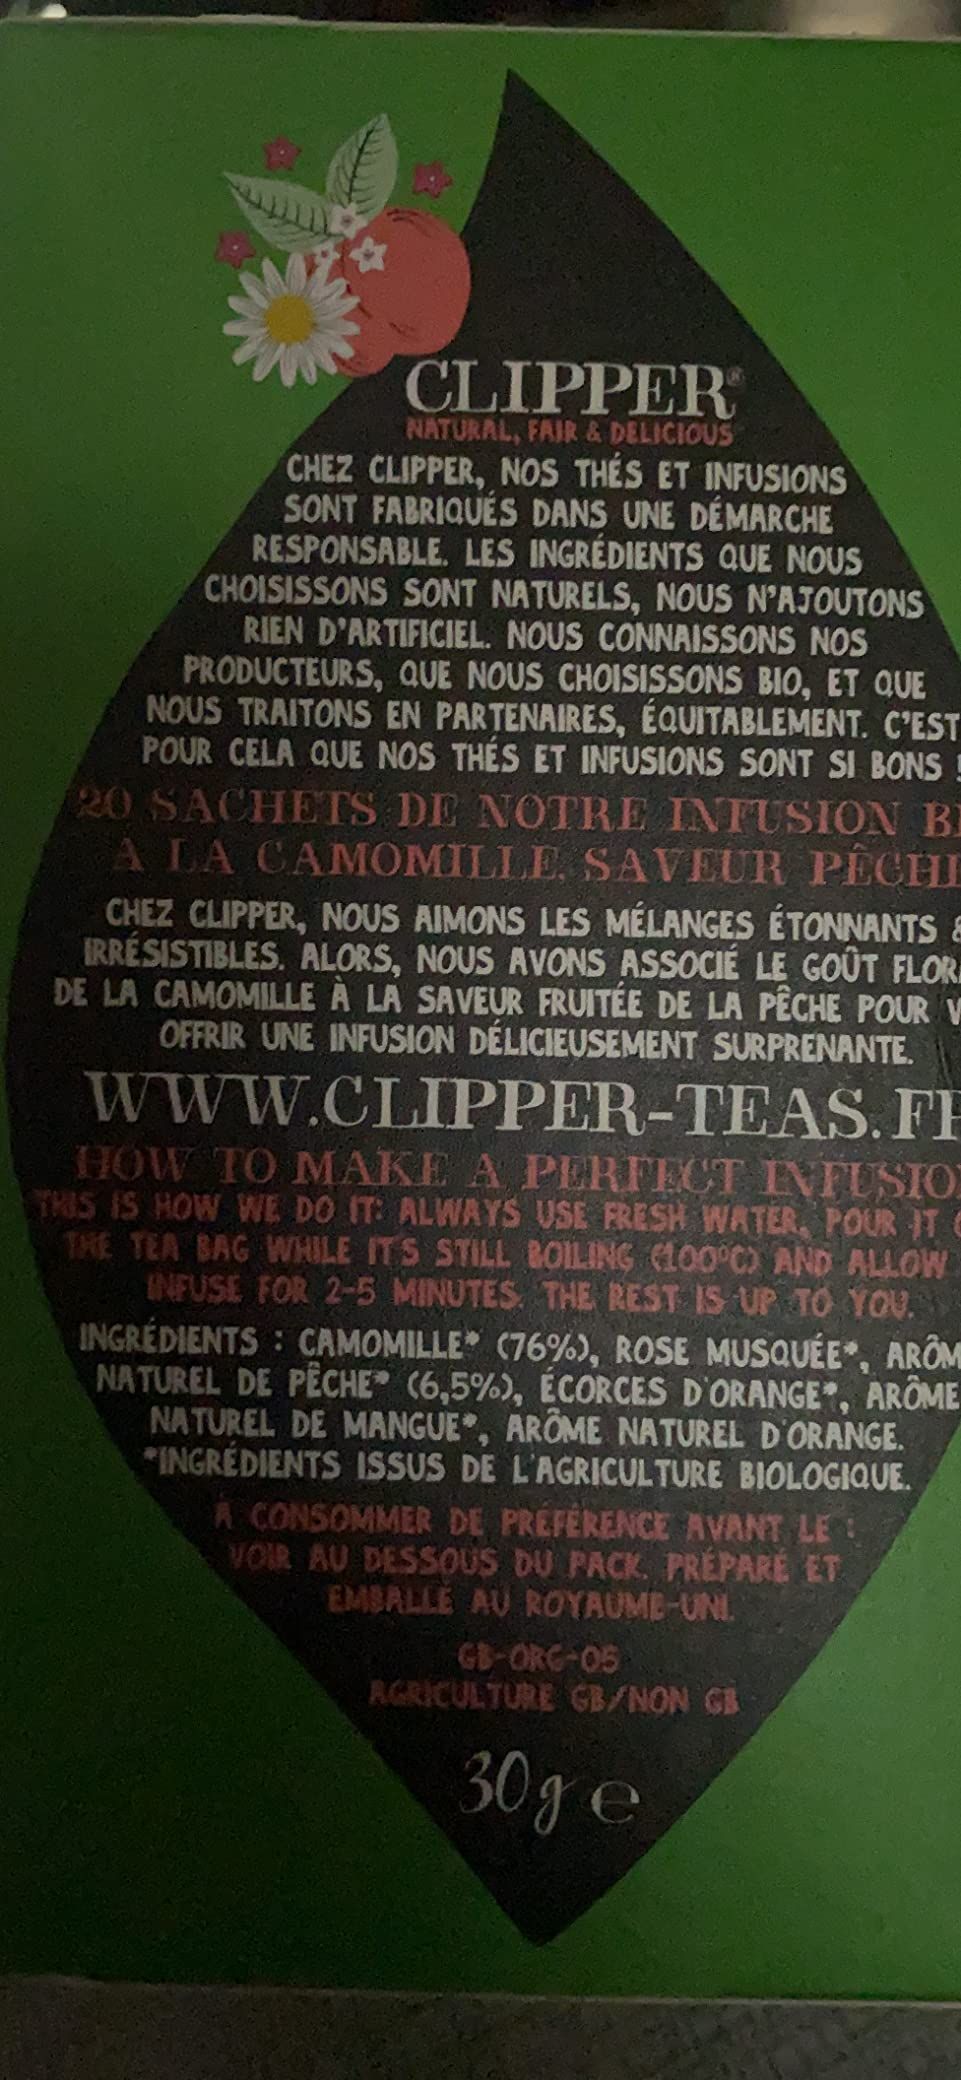 CLIPPER®
NATURAL, FAIR & DELICIOUS
CHEZ CLIPPER, NOS THÉS ET INFUSIONS
SONT FABRIQUÉS DANS UNE DÉMARCHE
RESPONSABLE. LES INGRÉDIENTS QUE NOUS
CHOISISSONS SONT NATURELS, NOUS N'AJOUTONS
RIEN D'ARTIFICIEL. NOUS CONNAISSONS NOS
PRODUCTEURS, QUE NOUS CHOISISSONS BIO, ET QUE
NOUS TRAITONS EN PARTENAIRES, ÉQUITABLEMENT. C'EST
POUR CELA QUE NOS THÉS ET INFUSIONS SONT SI BONS !
20 SACHETS DE NOTRE INFUSION
A LA CAMOMILLE, SAVEUR PÊCHE
CHEZ CLIPPER, NOUS AIMONS LES MÉLANGES ÉTONNANTS &
IRRÉSISTIBLES. ALORS, NOUS AVONS ASSOCIÉ LE GOÛT
DE LA CAMOMILLE À LA SAVEUR FRUITÉE DE LA PÊCHE POUR
OFFRIR UNE INFUSION DÉLICIEUSEMENT SURPRENANTE.
WWW.CLIPPER-TEAS.FR
HOW TO MAKE A PERFECT INFUSION
THIS IS HOW WE DO IT: ALWAYS USE FRESH WATER, POUR IT
THE TEA BAG WHILE IT'S STILL BOILING (100°C) AND ALLOW
INFUSE FOR 2-5 MINUTES. THE REST IS UP TO YOU.
INGRÉDIENTS : CAMOMILLE* (76%), ROSE MUSQUÉE*, ARÔME
NATUREL DE PÊCHE* (6,5%), ÉCORCES D'ORANGE*, ARÔME
NATUREL DE MANGUE*, ARÔME NATUREL D'ORANGE.
*INGRÉDIENTS ISSUS DE L'AGRICULTURE BIOLOGIQUE.
À CONSOMMER DE PRÉFÉRENCE AVANT LE :
VOIR AU DESSOUS DU PACK. PRÉPARÉ ET
EMBALLÉ AU ROYAUME-UNI.
GB-ORG-05
AGRICULTURE GB/NON GB
30g e